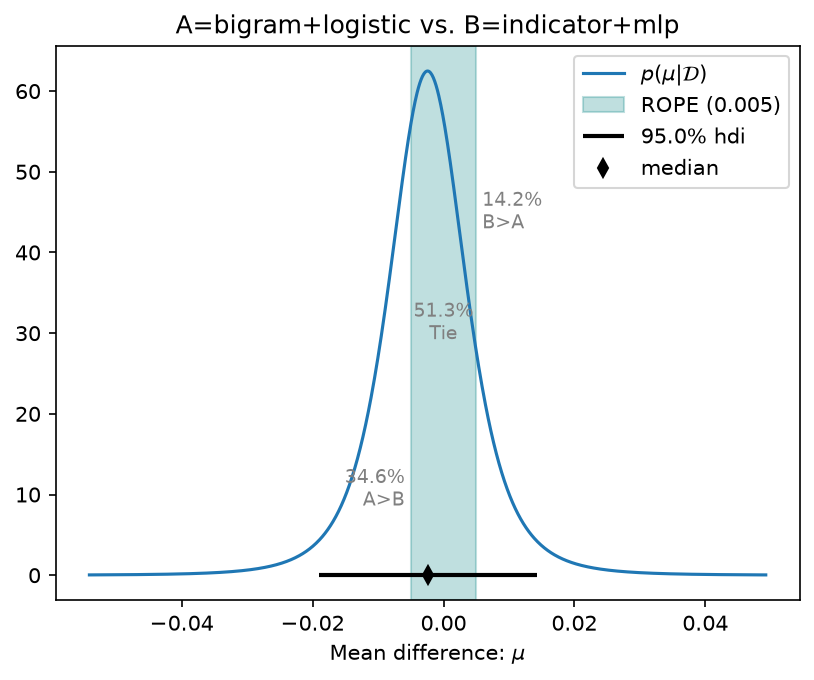 A=bigram+logistic vs. B=indicator+mlp
p(μ|𝒟)
ROPE (0.005)
95.0% hdi
median
14.2%
B>A
51.3%
Tie
34.6%
A>B
60
50
40
30
20
10
0
−0.04
−0.02
0.00
0.02
0.04
Mean difference: μ